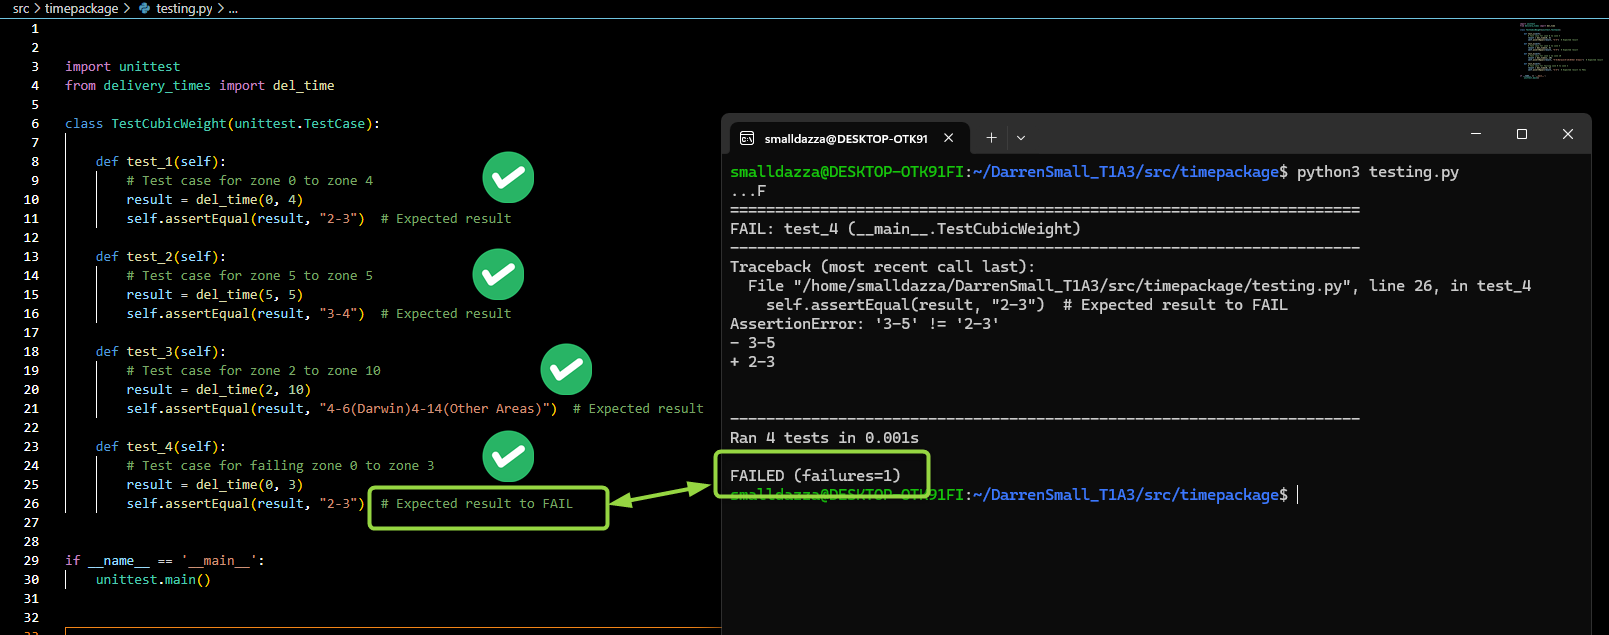 src > timepackage > testing.py > ...
1
2
3 import unittest
4 from delivery_times import del_time
5
6 class TestCubicWeight(unittest.TestCase):
7
8 def test_1(self):
9 # Test case for zone 0 to zone 4
10 result = del_time(0, 4)
11 self.assertEqual(result, "2-3") # Expected result
12
13 def test_2(self):
14 # Test case for zone 5 to zone 5
15 result = del_time(5, 5)
16 self.assertEqual(result, "3-4") # Expected result
17
18 def test_3(self):
19 # Test case for zone 2 to zone 10
20 result = del_time(2, 10)
21 self.assertEqual(result, "4-6(Darwin)4-14(Other Areas)") # Expected result
22
23 def test_4(self):
24 # Test case for failing zone 0 to zone 3
25 result = del_time(0, 3)
26 self.assertEqual(result, "2-3") # Expected result to FAIL
27
28
29 if __name__ == '__main__':
30 unittest.main()
31
32
33
smalldazza@DESKTOP-OTK91
smalldazza@DESKTOP-OTK91FI:~/DarrenSmall_T1A3/src/timepackage$ python3 testing.py
...F
======================================================================
FAIL: test_4 (__main__.TestCubicWeight)
----------------------------------------------------------------------
Traceback (most recent call last):
File "/home/smalldazza/DarrenSmall_T1A3/src/timepackage/testing.py", line 26, in test_4
self.assertEqual(result, "2-3") # Expected result to FAIL
AssertionError: '3-5' != '2-3'
- 3-5
+ 2-3
----------------------------------------------------------------------
Ran 4 tests in 0.001s
FAILED (failures=1)
smalldazza@DESKTOP-OTK91FI:~/DarrenSmall_T1A3/src/timepackage$